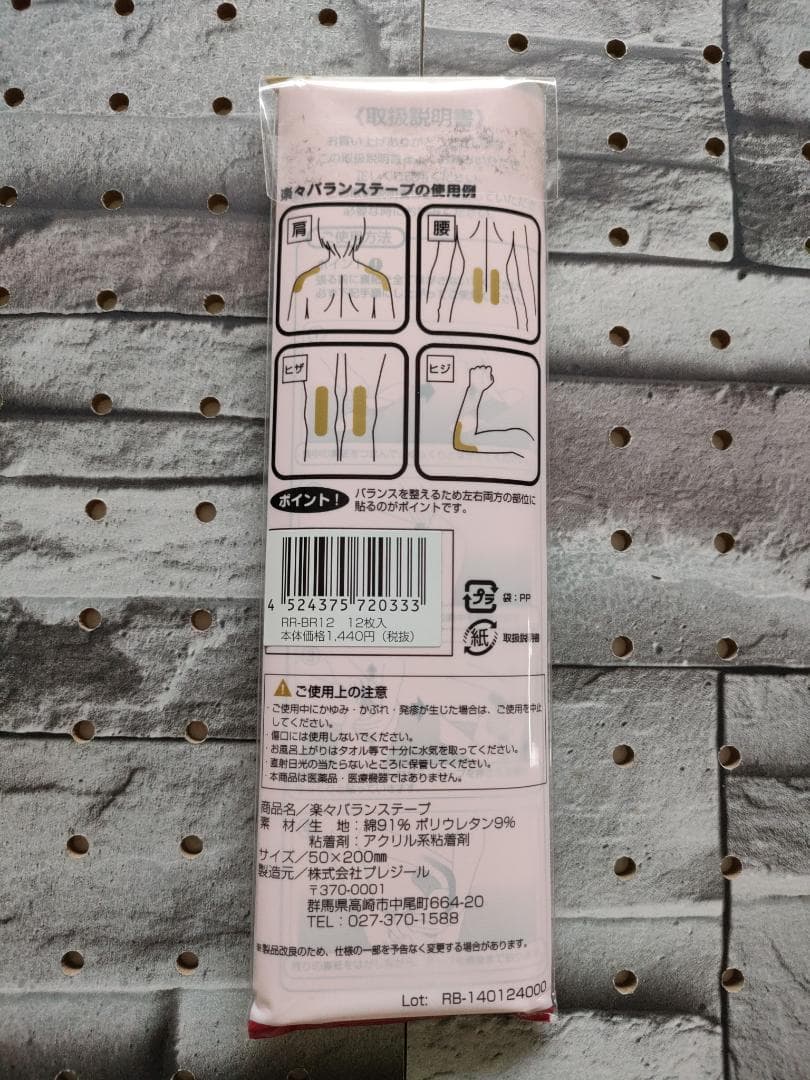 〈取扱説明書〉
楽々バランステープの使用例
肩
腰
ご使用方法
ポイント
ヒザ
ヒジ
ポイント！
バランスを整えるため左右両方の部位に
貼るのがポイントです。
4 524375 720333
RR-BR12 12枚入
本体価格1,440円（税抜）
プラ
袋：PP
紙
取扱説明書
ご使用上の注意
・ご使用中にかゆみ・かぶれ・発疹が生じた場合は、ご使用を中止
してください。
・傷口には使用しないでください。
・お風呂上がりはタオル等で十分に水気を取ってください。
・直射日光の当たらないところに保管してください。
・本商品は医薬品・医療機器ではありません。
商品名／楽々バランステープ
素 材／生 地：綿91% ポリウレタン9%
粘着剤：アクリル系粘着剤
サイズ／50×200㎜
製造元／株式会社プレジール
〒370-0001
群馬県高崎市中尾町664-20
TEL：027-370-1588
※製品改良のため、仕様の一部を予告なく変更する場合があります。
Lot: RB-140124000